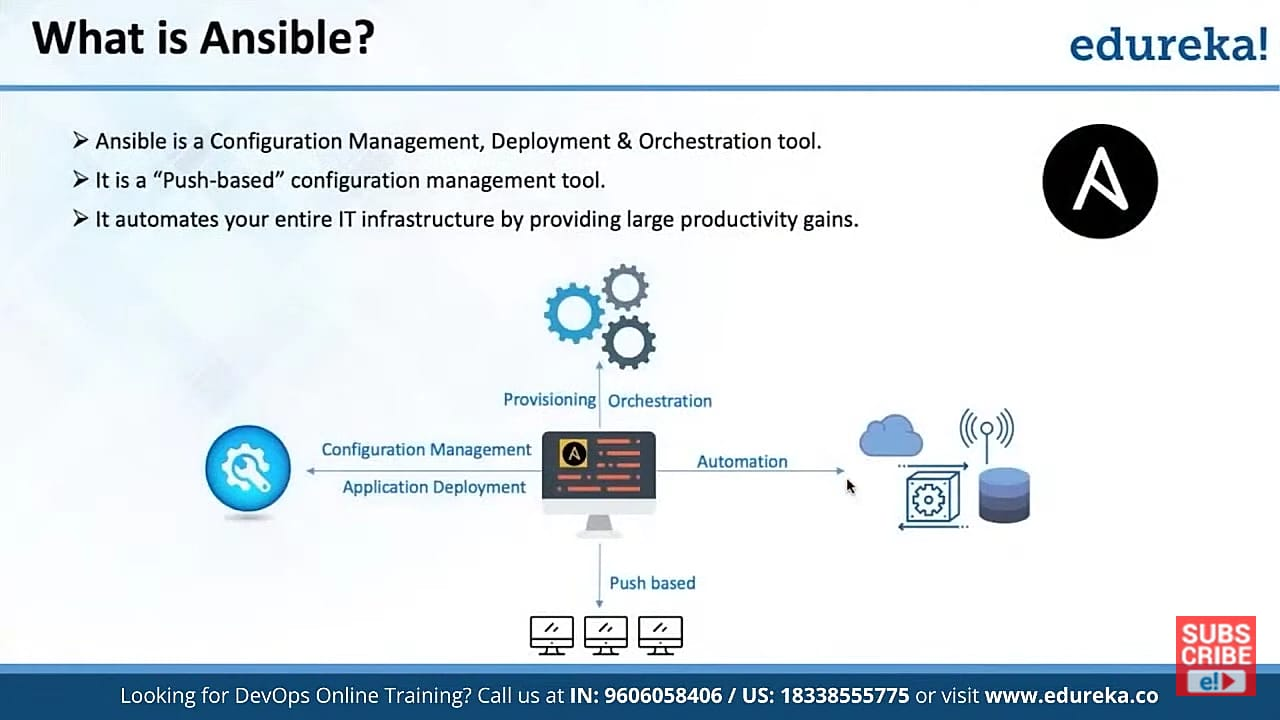 What is Ansible?
edureka!
➢ Ansible is a Configuration Management, Deployment & Orchestration tool.
➢ It is a “Push-based” configuration management tool.
➢ It automates your entire IT infrastructure by providing large productivity gains.
Provisioning Orchestration
Configuration Management
Automation
Application Deployment
Push based
SUBS
CRIBE
e!
Looking for DevOps Online Training? Call us at IN: 9606058406 / US: 18338555775 or visit www.edureka.co